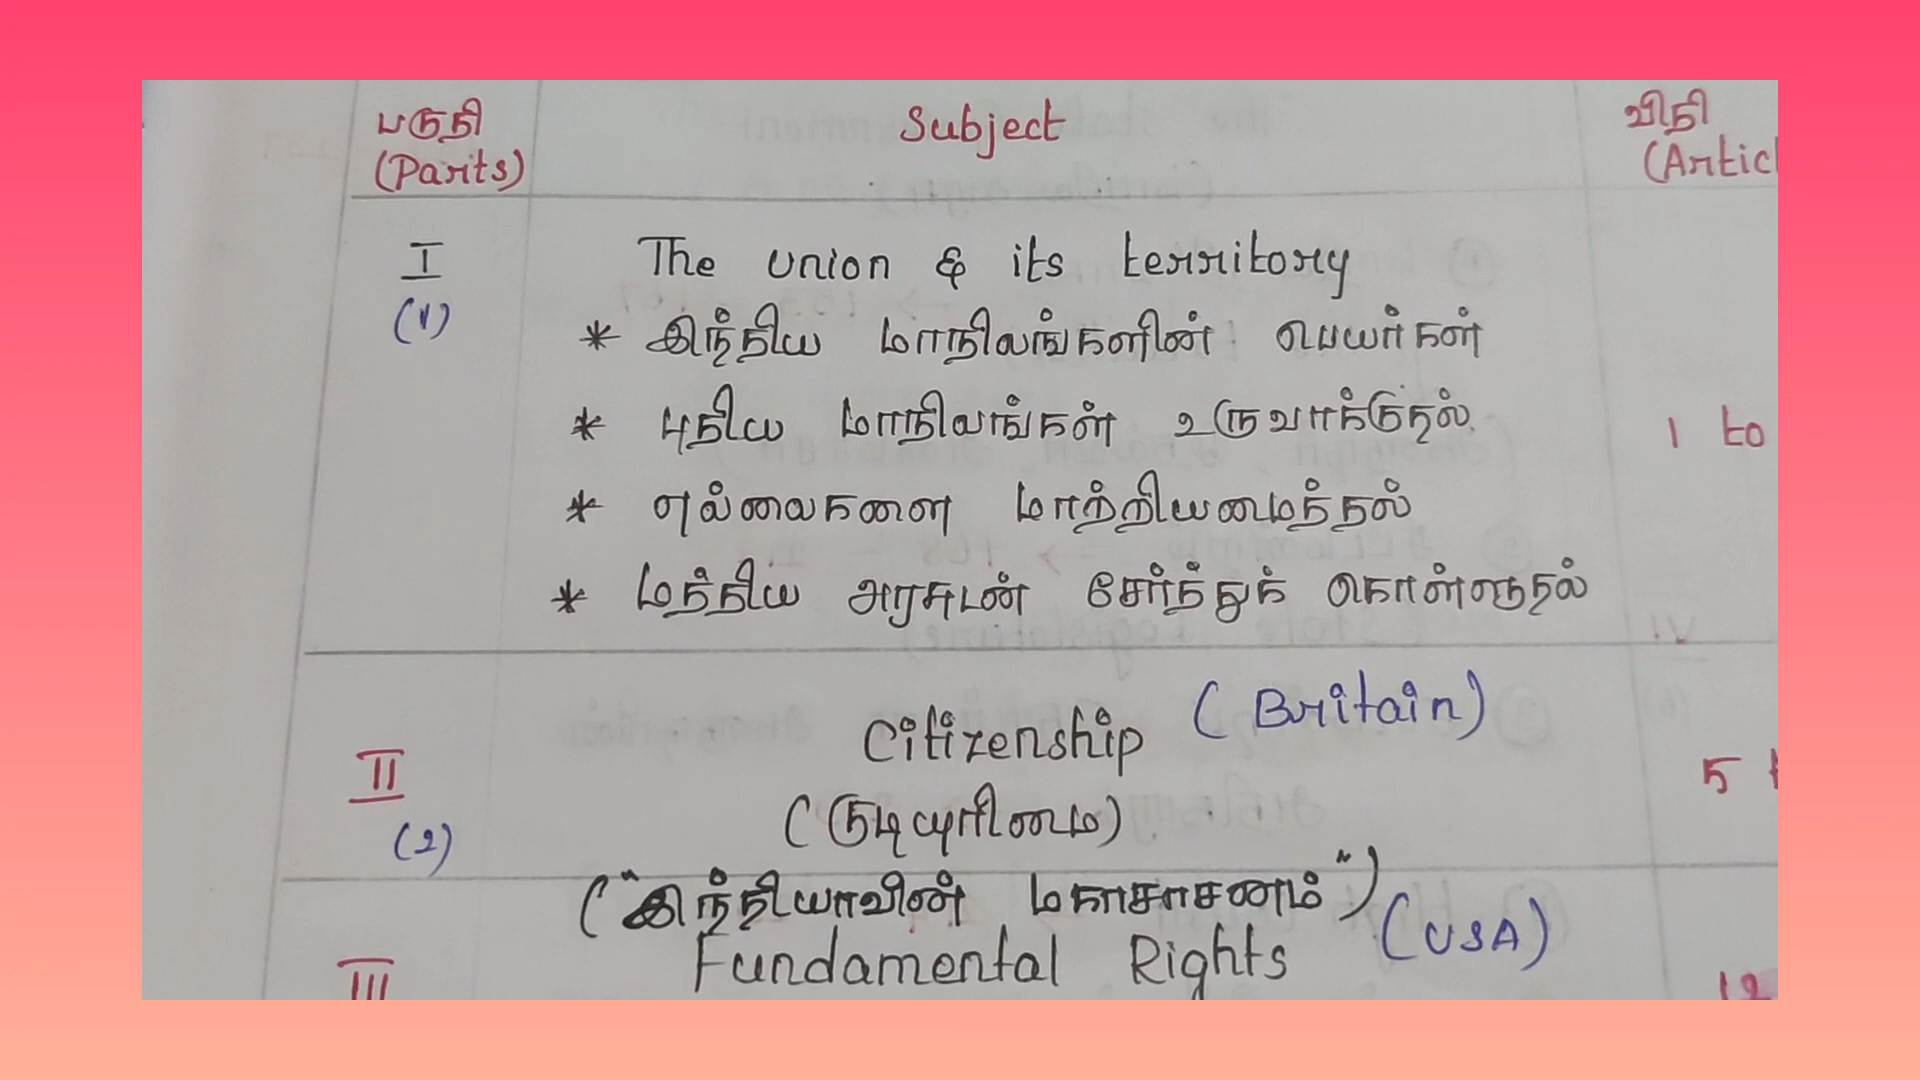 பகுதி Subject விதி
(Parts) (Artic
I The union & its territory
(1)
* இந்திய மாநிலங்களின் பெயர்கள்
* புதிய மாநிலங்கள் உருவாக்குதல்
1 to
* எல்லைகளை மாற்றியமைத்தல்
* மத்திய அரசுடன் சேர்த்துக் கொள்ளுதல்
Citizenship (Britain)
II 5
(குடியுரிமை)
(2)
("இந்தியாவின் மகாசாசனம்")
(USA)
III Fundamental Rights
12